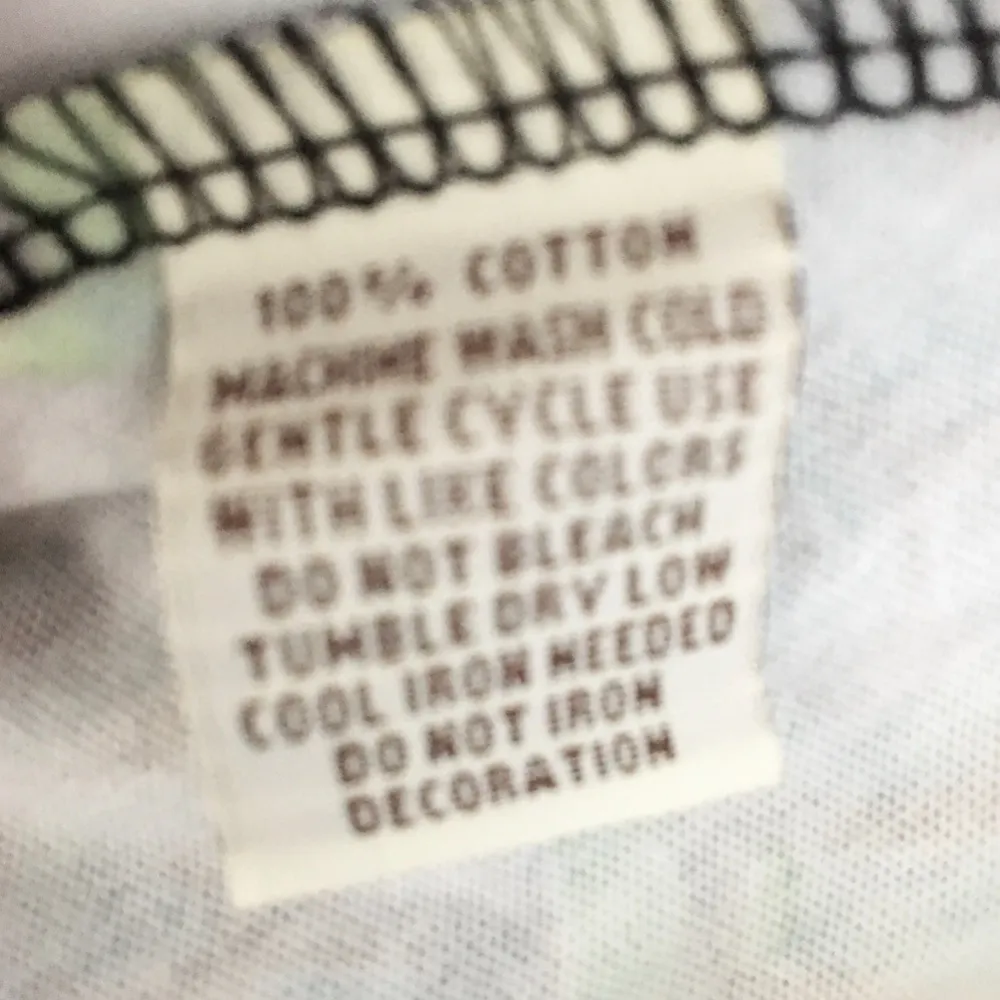 100% COTTON
MACHINE WASH COLD
GENTLE CYCLE USE
WITH LIKE COLORS
DO NOT BLEACH
TUMBLE DRY LOW
COOL IRON NEEDED
DO NOT IRON
DECORATION